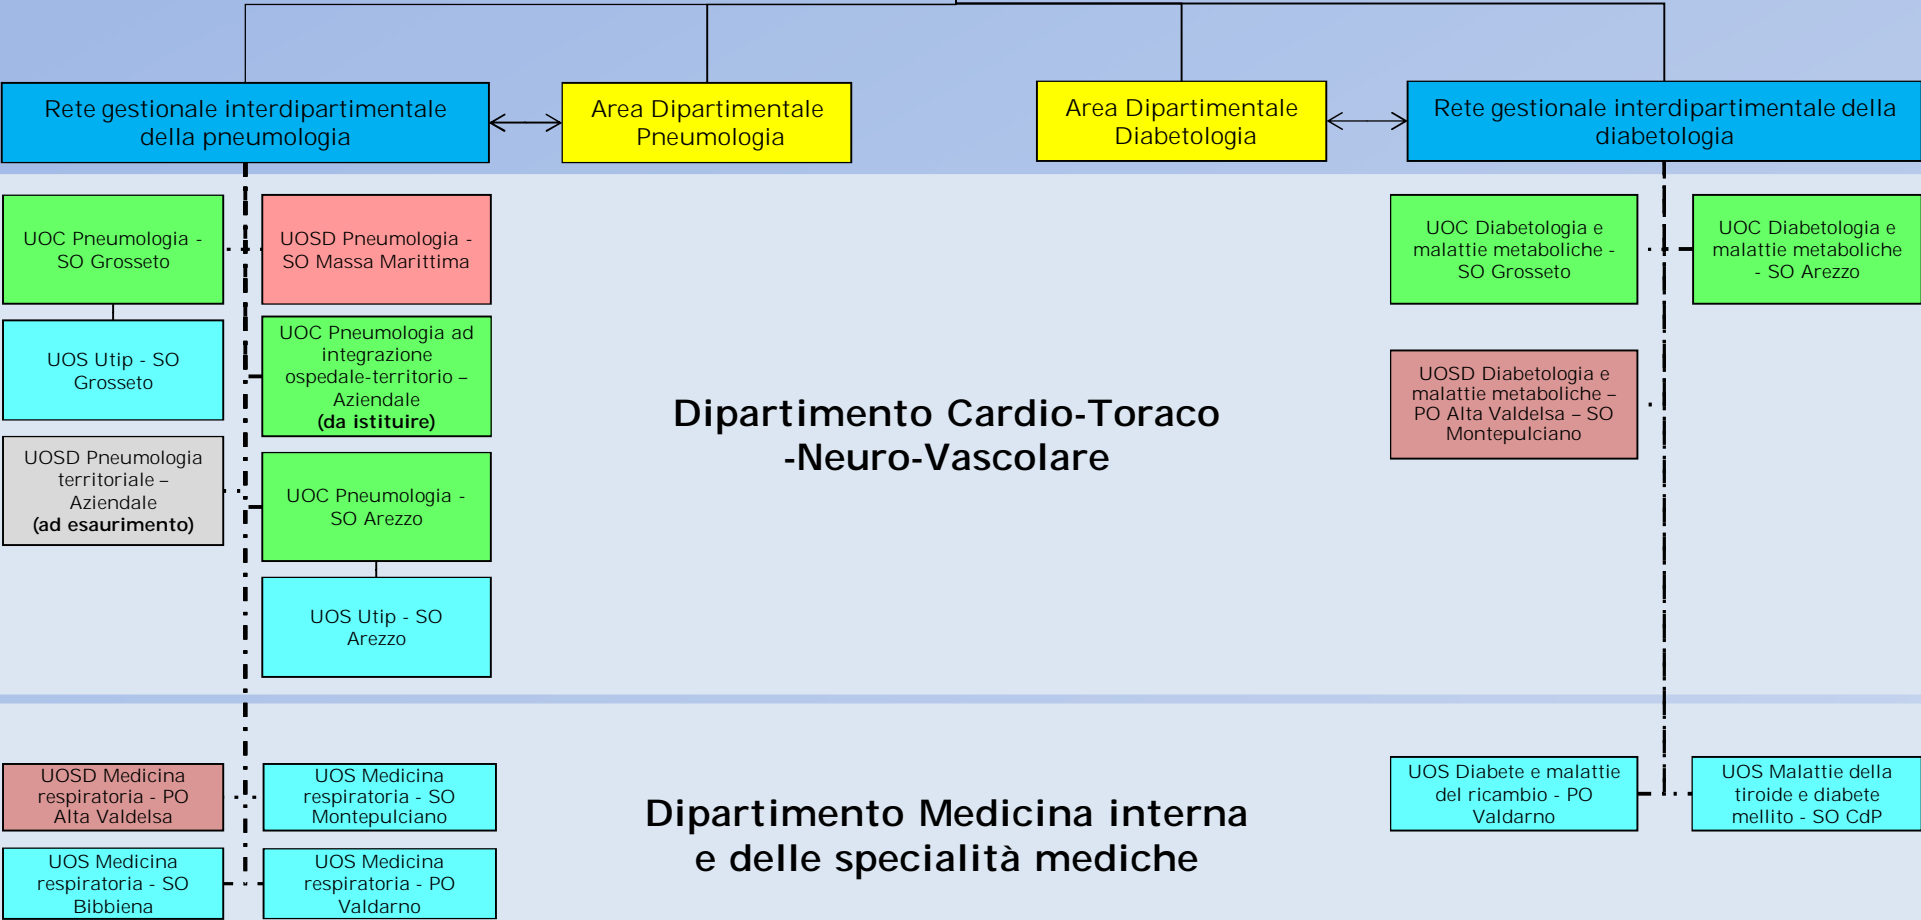 Rete gestionale interdipartimentale
della pneumologia
Area Dipartimentale
Pneumologia
Area Dipartimentale
Diabetologia
Rete gestionale interdipartimentale della
diabetologia
UOC Pneumologia -
SO Grosseto
UOSD Pneumologia -
SO Massa Marittima
UOC Diabetologia e
malattie metaboliche -
SO Grosseto
UOC Diabetologia e
malattie metaboliche
- SO Arezzo
UOS Utip - SO
Grosseto
UOC Pneumologia ad
integrazione
ospedale-territorio –
Aziendale
(da istituire)
UOSD Diabetologia e
malattie metaboliche –
PO Alta Valdelsa – SO
Montepulciano
Dipartimento Cardio-Toraco
-Neuro-Vascolare
UOSD Pneumologia
territoriale –
Aziendale
(ad esaurimento)
UOC Pneumologia -
SO Arezzo
UOS Utip - SO
Arezzo
UOSD Medicina
respiratoria - PO
Alta Valdelsa
UOS Medicina
respiratoria - SO
Montepulciano
Dipartimento Medicina interna
e delle specialità mediche
UOS Diabete e malattie
del ricambio - PO
Valdarno
UOS Malattie della
tiroide e diabete
mellito - SO CdP
UOS Medicina
respiratoria - SO
Bibbiena
UOS Medicina
respiratoria - PO
Valdarno